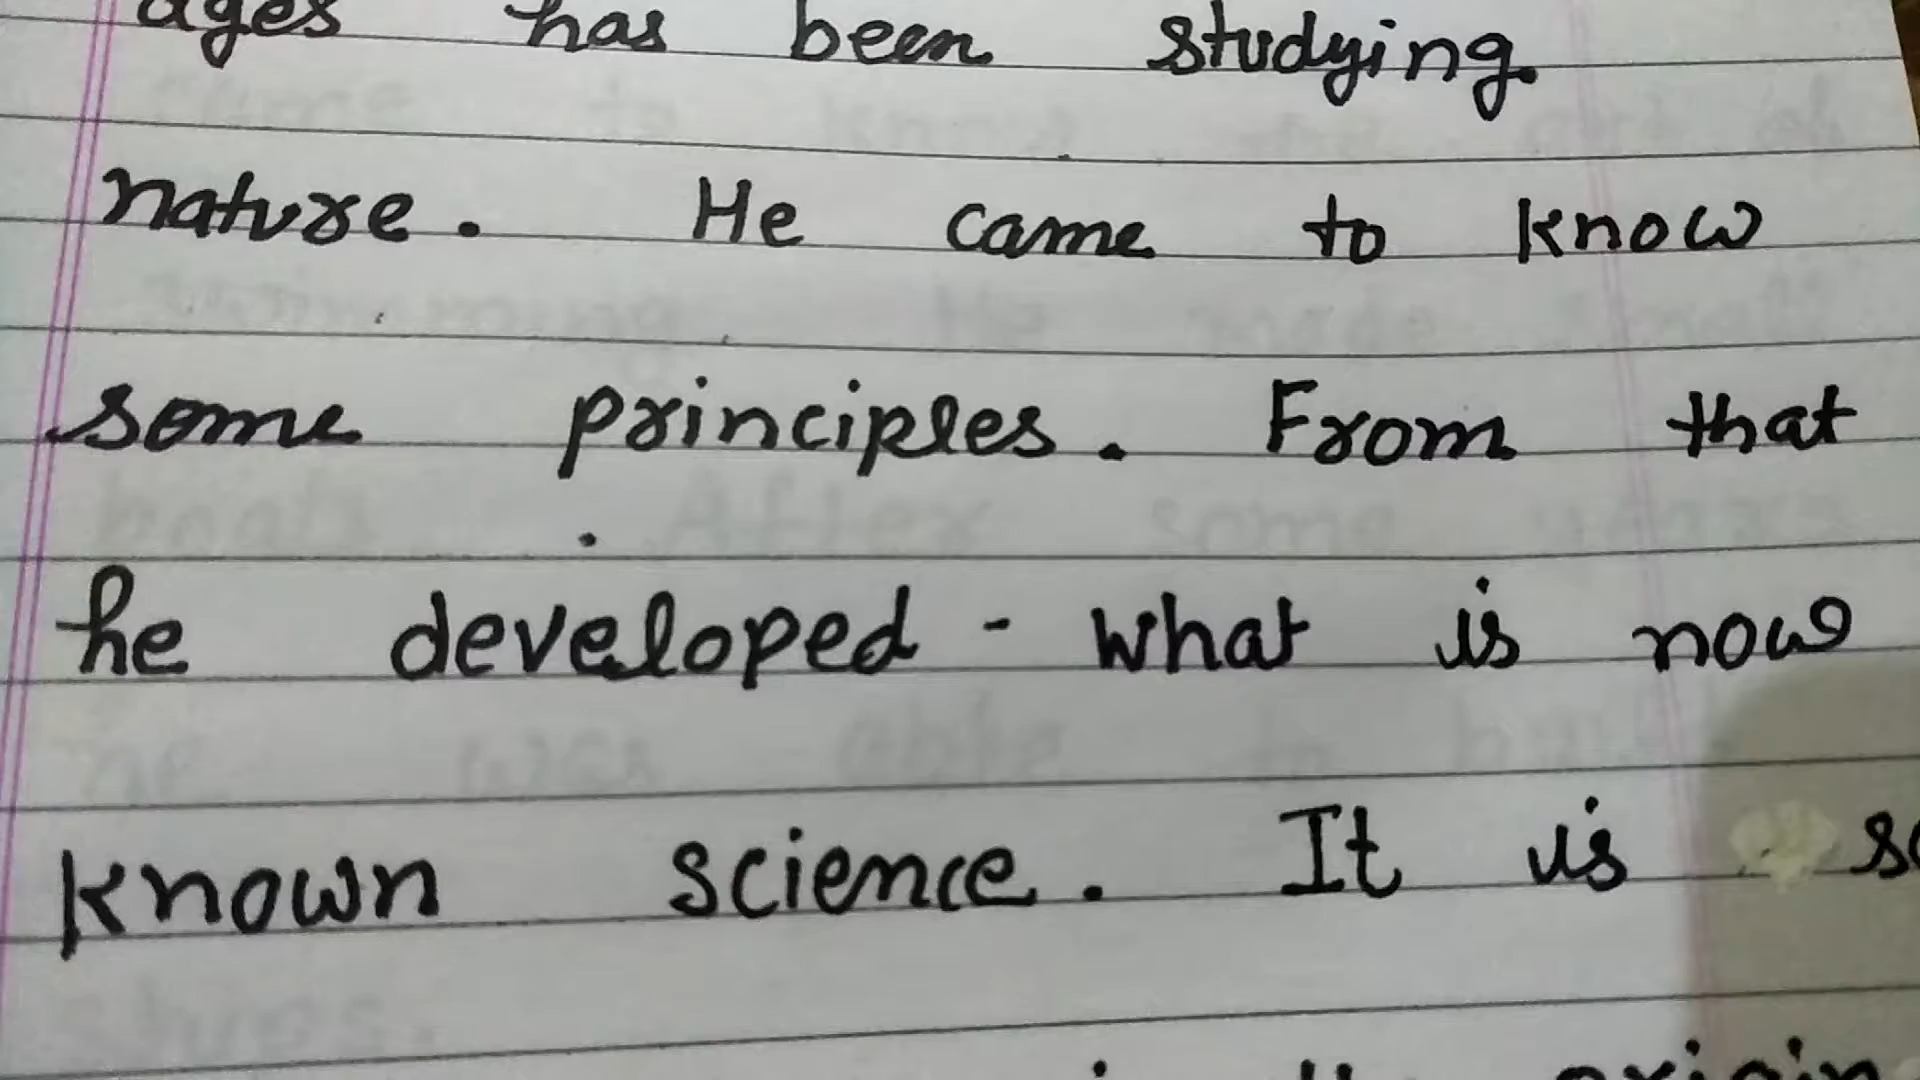 ages has been studying
nature. He came to know
some principles. From that
he developed - what is now
known science. It is